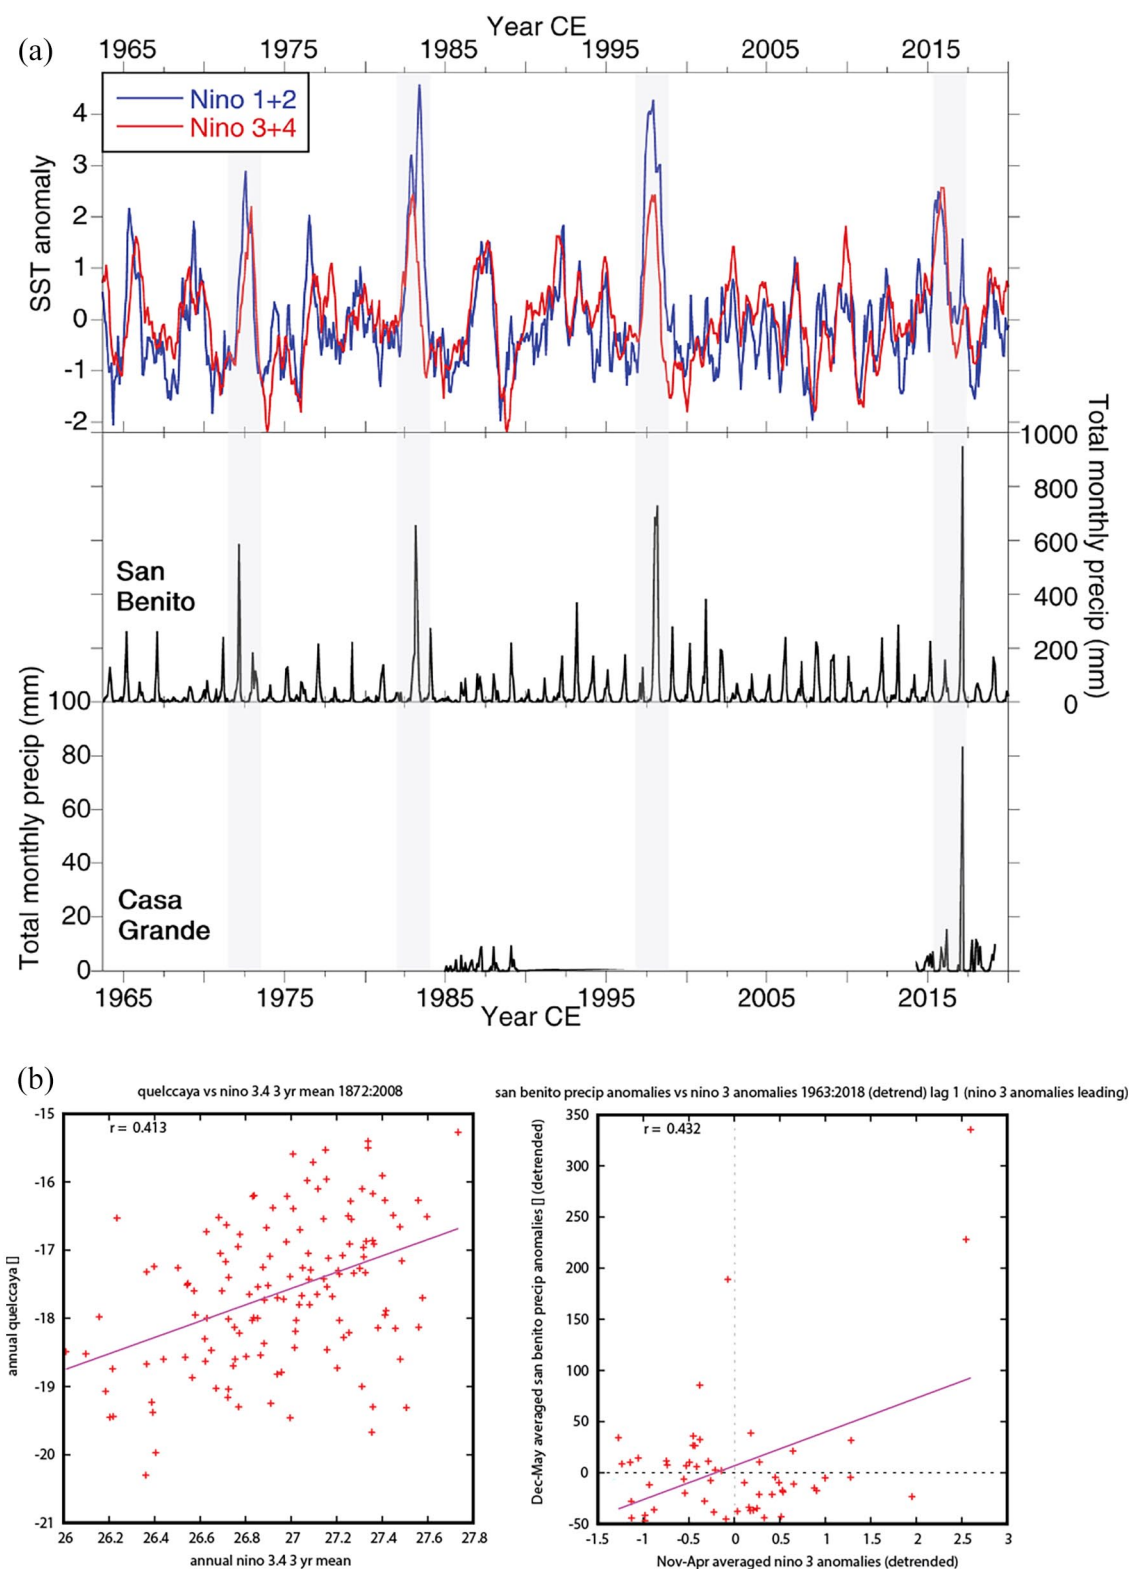 (a)
Year CE
1965 1975 1985 1995 2005 2015
Nino 1+2
Nino 3+4
SST anomaly
4
3
2
1
0
-1
-2
Total monthly precip (mm)
1000
800
600
400
200
0
San
Benito
Total monthly precip (mm)
100
80
60
40
20
0
Casa
Grande
1965 1975 1985 1995 2005 2015
Year CE
(b)
quelccaya vs nino 3.4 3 yr mean 1872:2008
r = 0.413
annual quelccaya []
-15
-16
-17
-18
-19
-20
-21
26 26.2 26.4 26.6 26.8 27 27.2 27.4 27.6 27.8
annual nino 3.4 3 yr mean
san benito precip anomalies vs nino 3 anomalies 1963:2018 (detrend) lag 1 (nino 3 anomalies leading)
r = 0.432
Dec-May averaged san benito precip anomalies [] (detrended)
350
300
250
200
150
100
50
0
-50
-1.5 -1 -0.5 0 0.5 1 1.5 2 2.5 3
Nov-Apr averaged nino 3 anomalies (detrended)